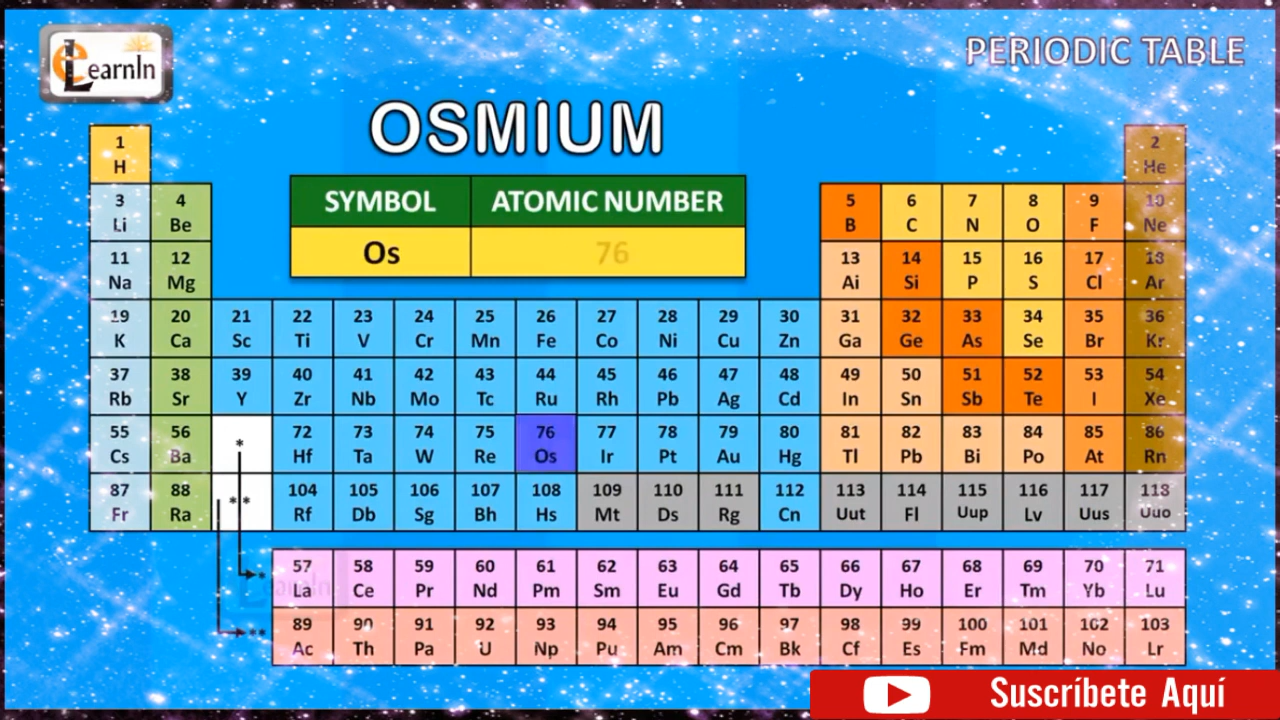 eLearnIn
PERIODIC TABLE
OSMIUM
SYMBOL ATOMIC NUMBER
Os 76
1 2
H He
3 4 5 6 7 8 9 10
Li Be B C N O F Ne
11 12 13 14 15 16 17 18
Na Mg Ai Si P S Cl Ar
19 20 21 22 23 24 25 26 27 28 29 30 31 32 33 34 35 36
K Ca Sc Ti V Cr Mn Fe Co Ni Cu Zn Ga Ge As Se Br Kr
37 38 39 40 41 42 43 44 45 46 47 48 49 50 51 52 53 54
Rb Sr Y Zr Nb Mo Tc Ru Rh Pb Ag Cd In Sn Sb Te I Xe
55 56 * 72 73 74 75 76 77 78 79 80 81 82 83 84 85 86
Cs Ba Hf Ta W Re Os Ir Pt Au Hg Tl Pb Bi Po At Rn
87 88 ** 104 105 106 107 108 109 110 111 112 113 114 115 116 117 118
Fr Ra Rf Db Sg Bh Hs Mt Ds Rg Cn Uut Fl Uup Lv Uus Uuo
* 57 58 59 60 61 62 63 64 65 66 67 68 69 70 71
La Ce Pr Nd Pm Sm Eu Gd Tb Dy Ho Er Tm Yb Lu
LearnIn
** 89 90 91 92 93 94 95 96 97 98 99 100 101 102 103
Ac Th Pa U Np Pu Am Cm Bk Cf Es Fm Md No Lr
Suscríbete Aquí